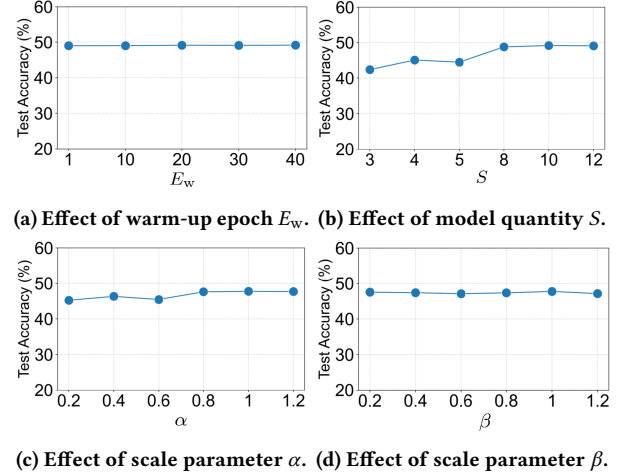 60
50
40
30
20
Test Accuracy (%)
1 10 20 30 40
E_w
60
50
40
30
20
Test Accuracy (%)
3 4 5 8 10 12
S
(a) Effect of warm-up epoch E_w. (b) Effect of model quantity S.
60
50
40
30
20
Test Accuracy (%)
0.2 0.4 0.6 0.8 1 1.2
α
60
50
40
30
20
Test Accuracy (%)
0.2 0.4 0.6 0.8 1 1.2
β
(c) Effect of scale parameter α. (d) Effect of scale parameter β.